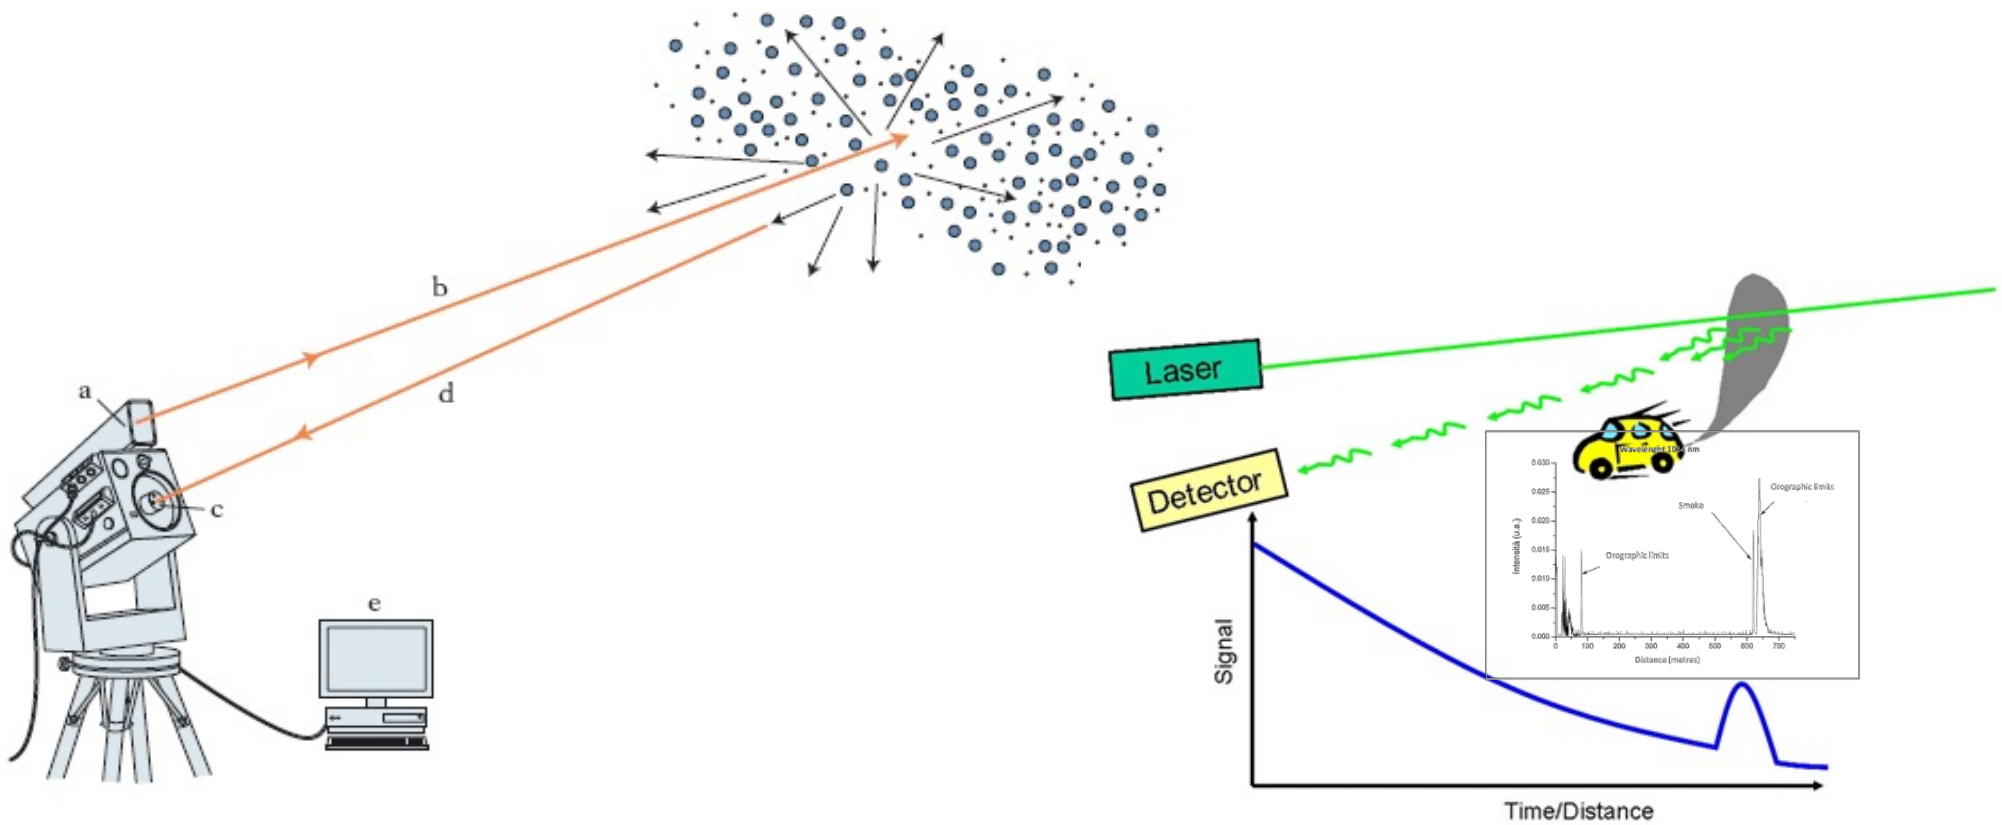 b
d
a
c
e
Laser
Detector
Signal
Time/Distance
Orographic limits
Smoke
Orographic limits
Intensità (u.a.)
0.030
0.025
0.020
0.015
0.010
0.005
0.000
0 100 200 300 400 500 600 700
Distance (metres)